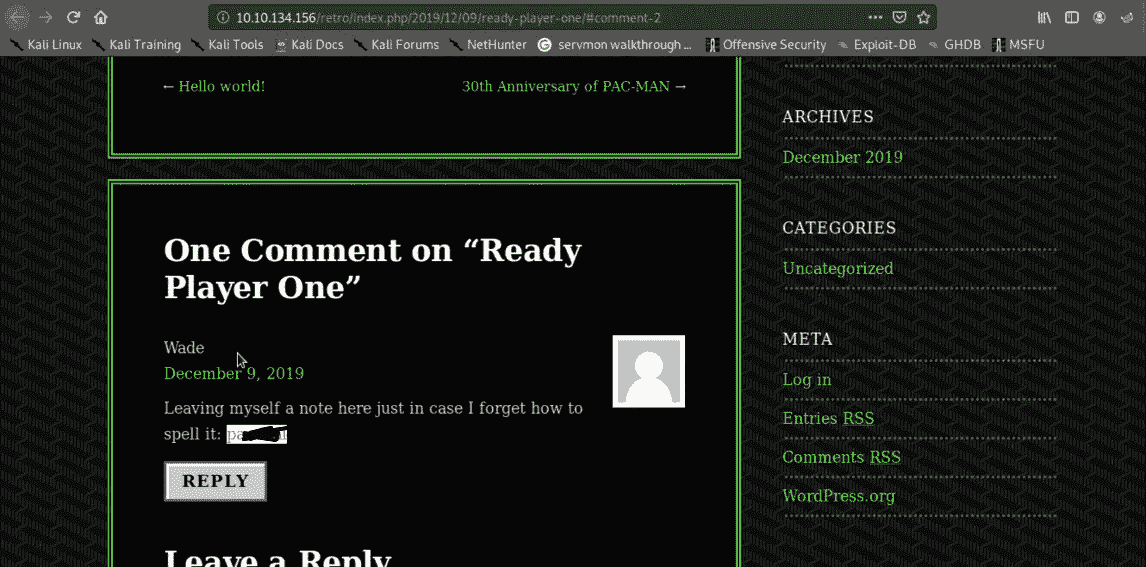 10.10.134.156/retro/index.php/2019/12/09/ready-player-one/#comment-2
Kali Linux Kali Training Kali Tools Kali Docs Kali Forums NetHunter servmon walkthrough ... Offensive Security Exploit-DB GHDB MSFU
← Hello world! 30th Anniversary of PAC-MAN →
One Comment on “Ready
Player One”
Wade
December 9, 2019
Leaving myself a note here just in case I forget how to
spell it:
REPLY
Leave a Reply
ARCHIVES
December 2019
CATEGORIES
Uncategorized
META
Log in
Entries RSS
Comments RSS
WordPress.org